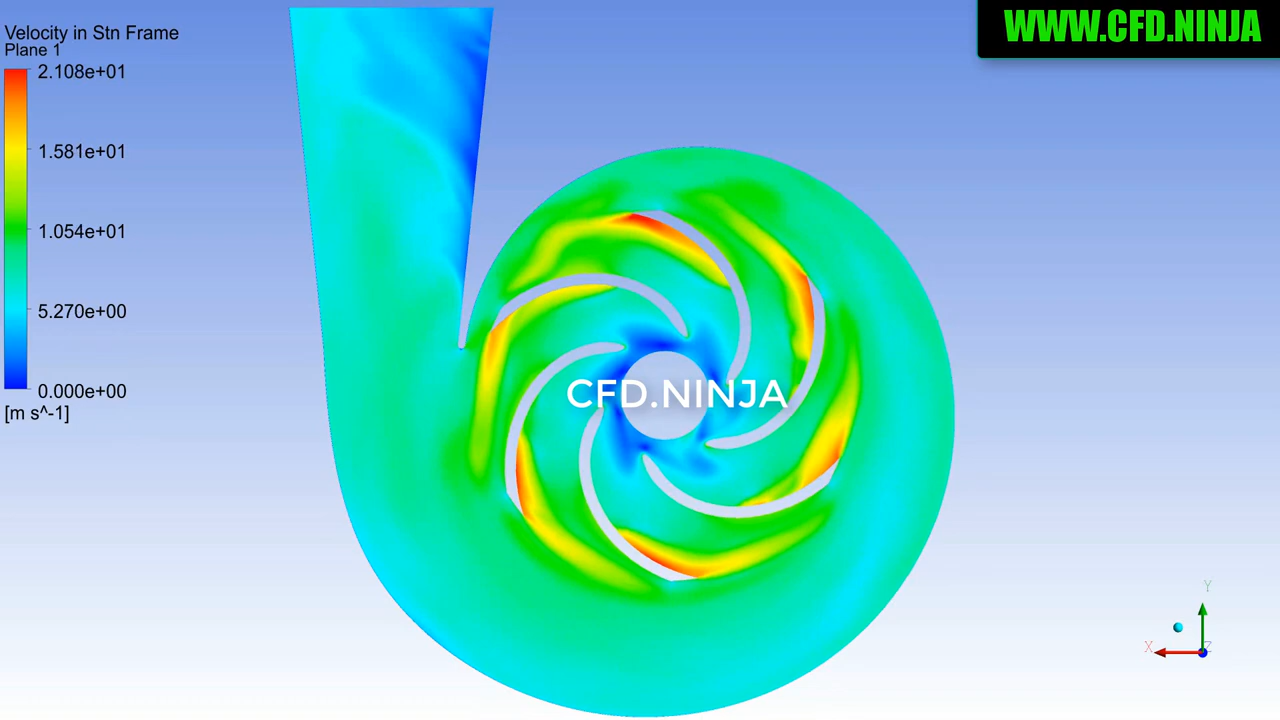 WWW.CFD.NINJA
Velocity in Stn Frame
Plane 1
2.108e+01
1.581e+01
1.054e+01
5.270e+00
0.000e+00
[m s^-1]
CFD.NINJA
Y
X
Z